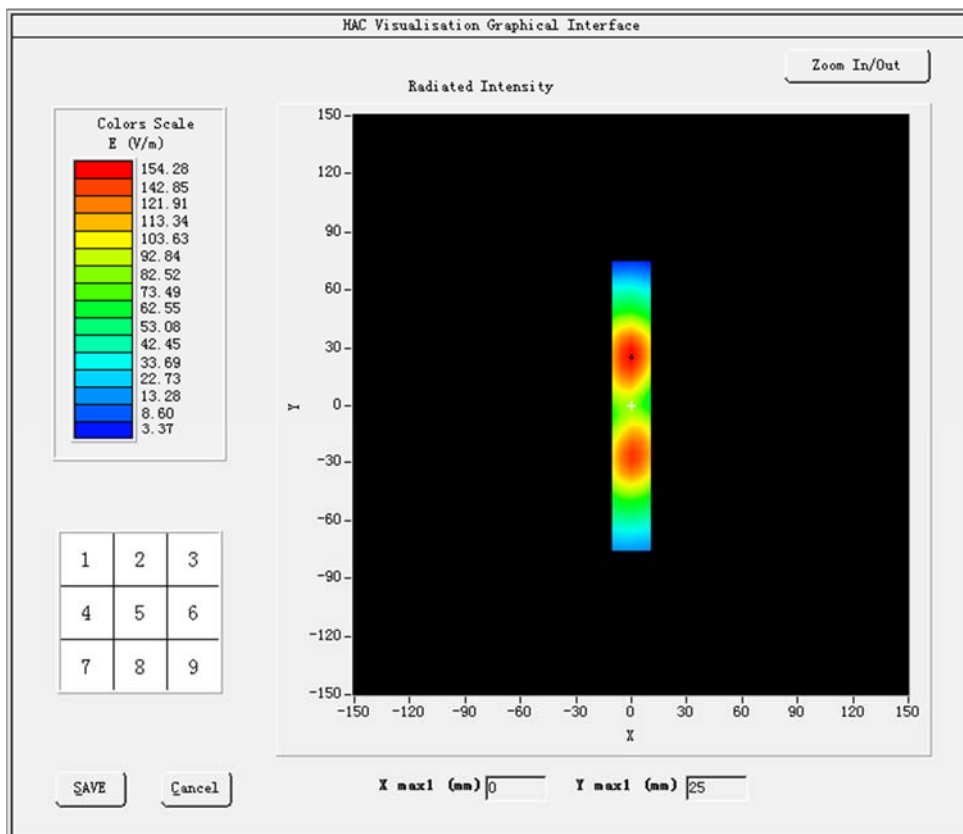 HAC Visualisation Graphical Interface
Zoom In/Out
Radiated Intensity
Colors Scale
E (V/m)
154.28
142.85
121.91
113.34
103.63
92.84
82.52
73.49
62.55
53.08
42.45
33.69
22.73
13.28
8.60
3.37
1 2 3
4 5 6
7 8 9
150
120
90
60
30
0
-30
-60
-90
-120
-150
Y
-150 -120 -90 -60 -30 0 30 60 90 120 150
X
SAVE Cancel
X max1 (mm) 0 Y max1 (mm) 25